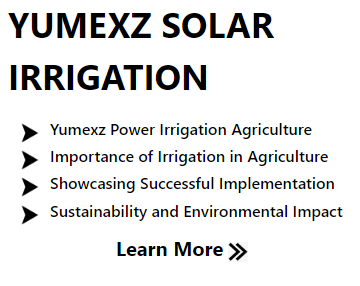 YUMEXZ SOLAR
IRRIGATION
Yumexz Power Irrigation Agriculture
Importance of Irrigation in Agriculture
Showcasing Successful Implementation
Sustainability and Environmental Impact
Learn More